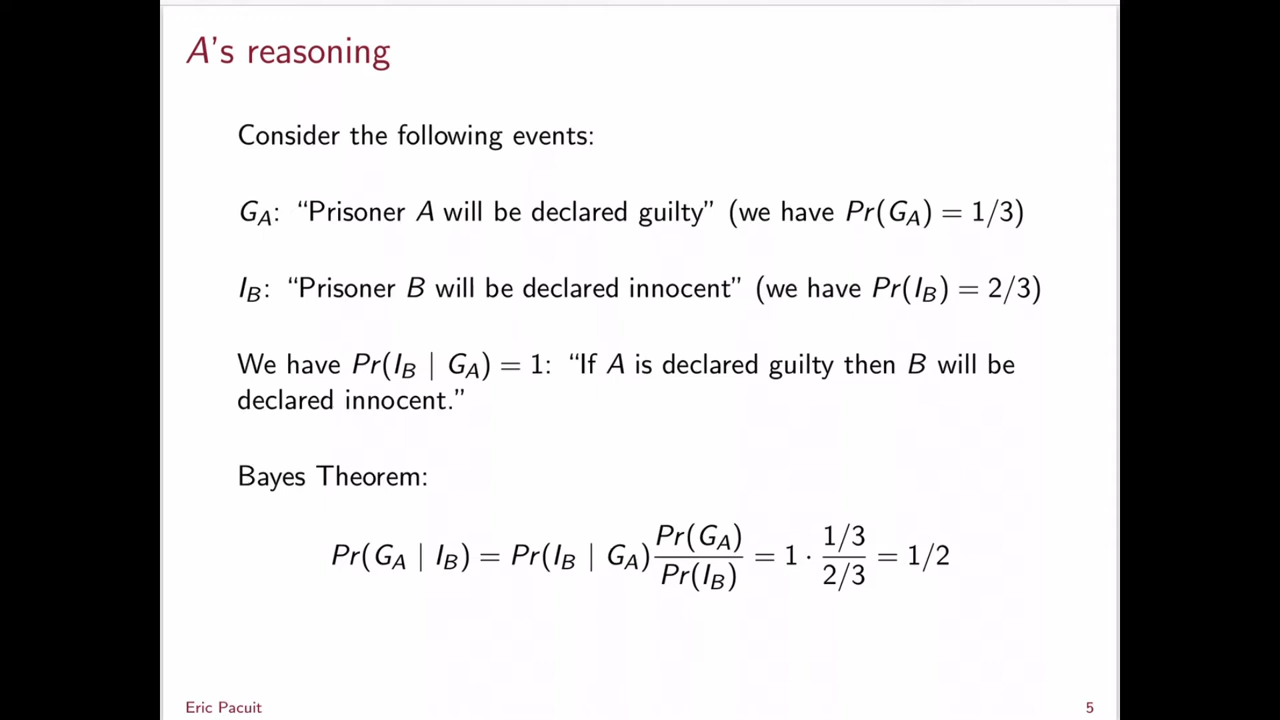 A's reasoning
Consider the following events:
G_A: “Prisoner A will be declared guilty” (we have Pr(G_A) = 1/3)
I_B: “Prisoner B will be declared innocent” (we have Pr(I_B) = 2/3)
We have Pr(I_B | G_A) = 1: “If A is declared guilty then B will be
declared innocent.”
Bayes Theorem:
Pr(G_A | I_B) = Pr(I_B | G_A) Pr(G_A)/Pr(I_B) = 1 · (1/3)/(2/3) = 1/2
Eric Pacuit
5